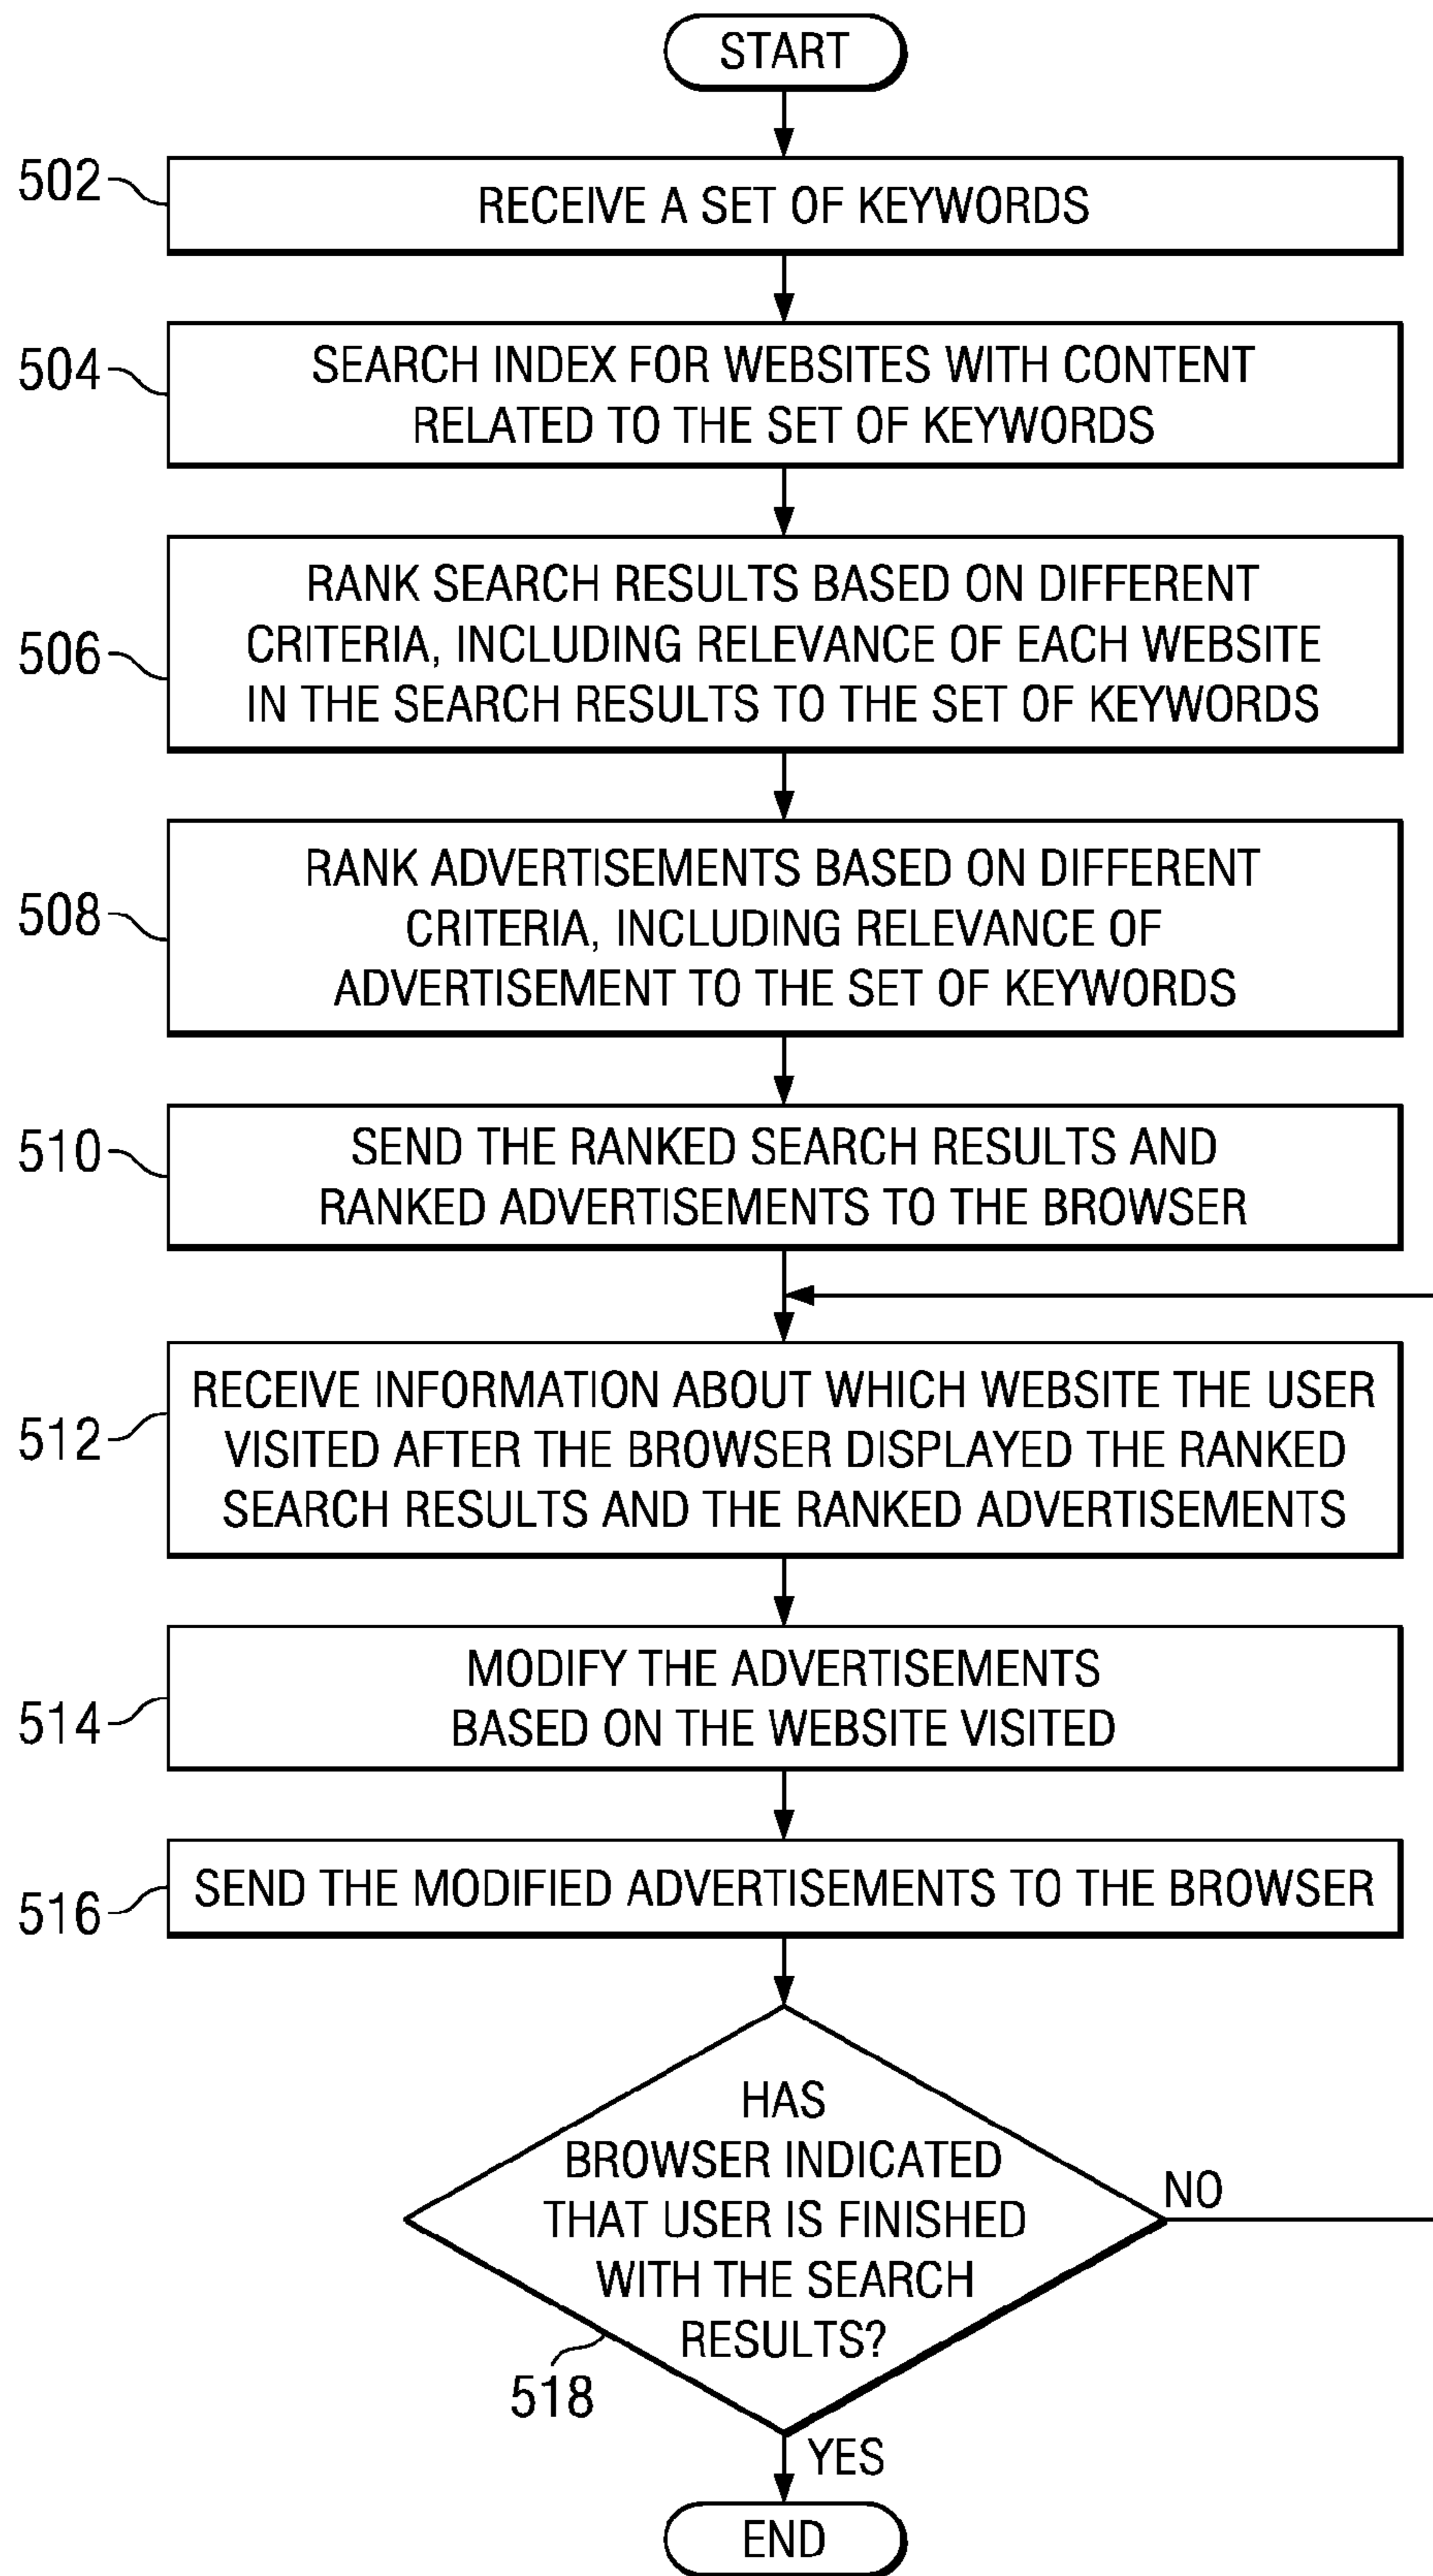 START
502
RECEIVE A SET OF KEYWORDS
504
SEARCH INDEX FOR WEBSITES WITH CONTENT
RELATED TO THE SET OF KEYWORDS
506
RANK SEARCH RESULTS BASED ON DIFFERENT
CRITERIA, INCLUDING RELEVANCE OF EACH WEBSITE
IN THE SEARCH RESULTS TO THE SET OF KEYWORDS
508
RANK ADVERTISEMENTS BASED ON DIFFERENT
CRITERIA, INCLUDING RELEVANCE OF
ADVERTISEMENT TO THE SET OF KEYWORDS
510
SEND THE RANKED SEARCH RESULTS AND
RANKED ADVERTISEMENTS TO THE BROWSER
512
RECEIVE INFORMATION ABOUT WHICH WEBSITE THE USER
VISITED AFTER THE BROWSER DISPLAYED THE RANKED
SEARCH RESULTS AND THE RANKED ADVERTISEMENTS
514
MODIFY THE ADVERTISEMENTS
BASED ON THE WEBSITE VISITED
516
SEND THE MODIFIED ADVERTISEMENTS TO THE BROWSER
HAS
BROWSER INDICATED
THAT USER IS FINISHED
WITH THE SEARCH
RESULTS?
NO
518
YES
END